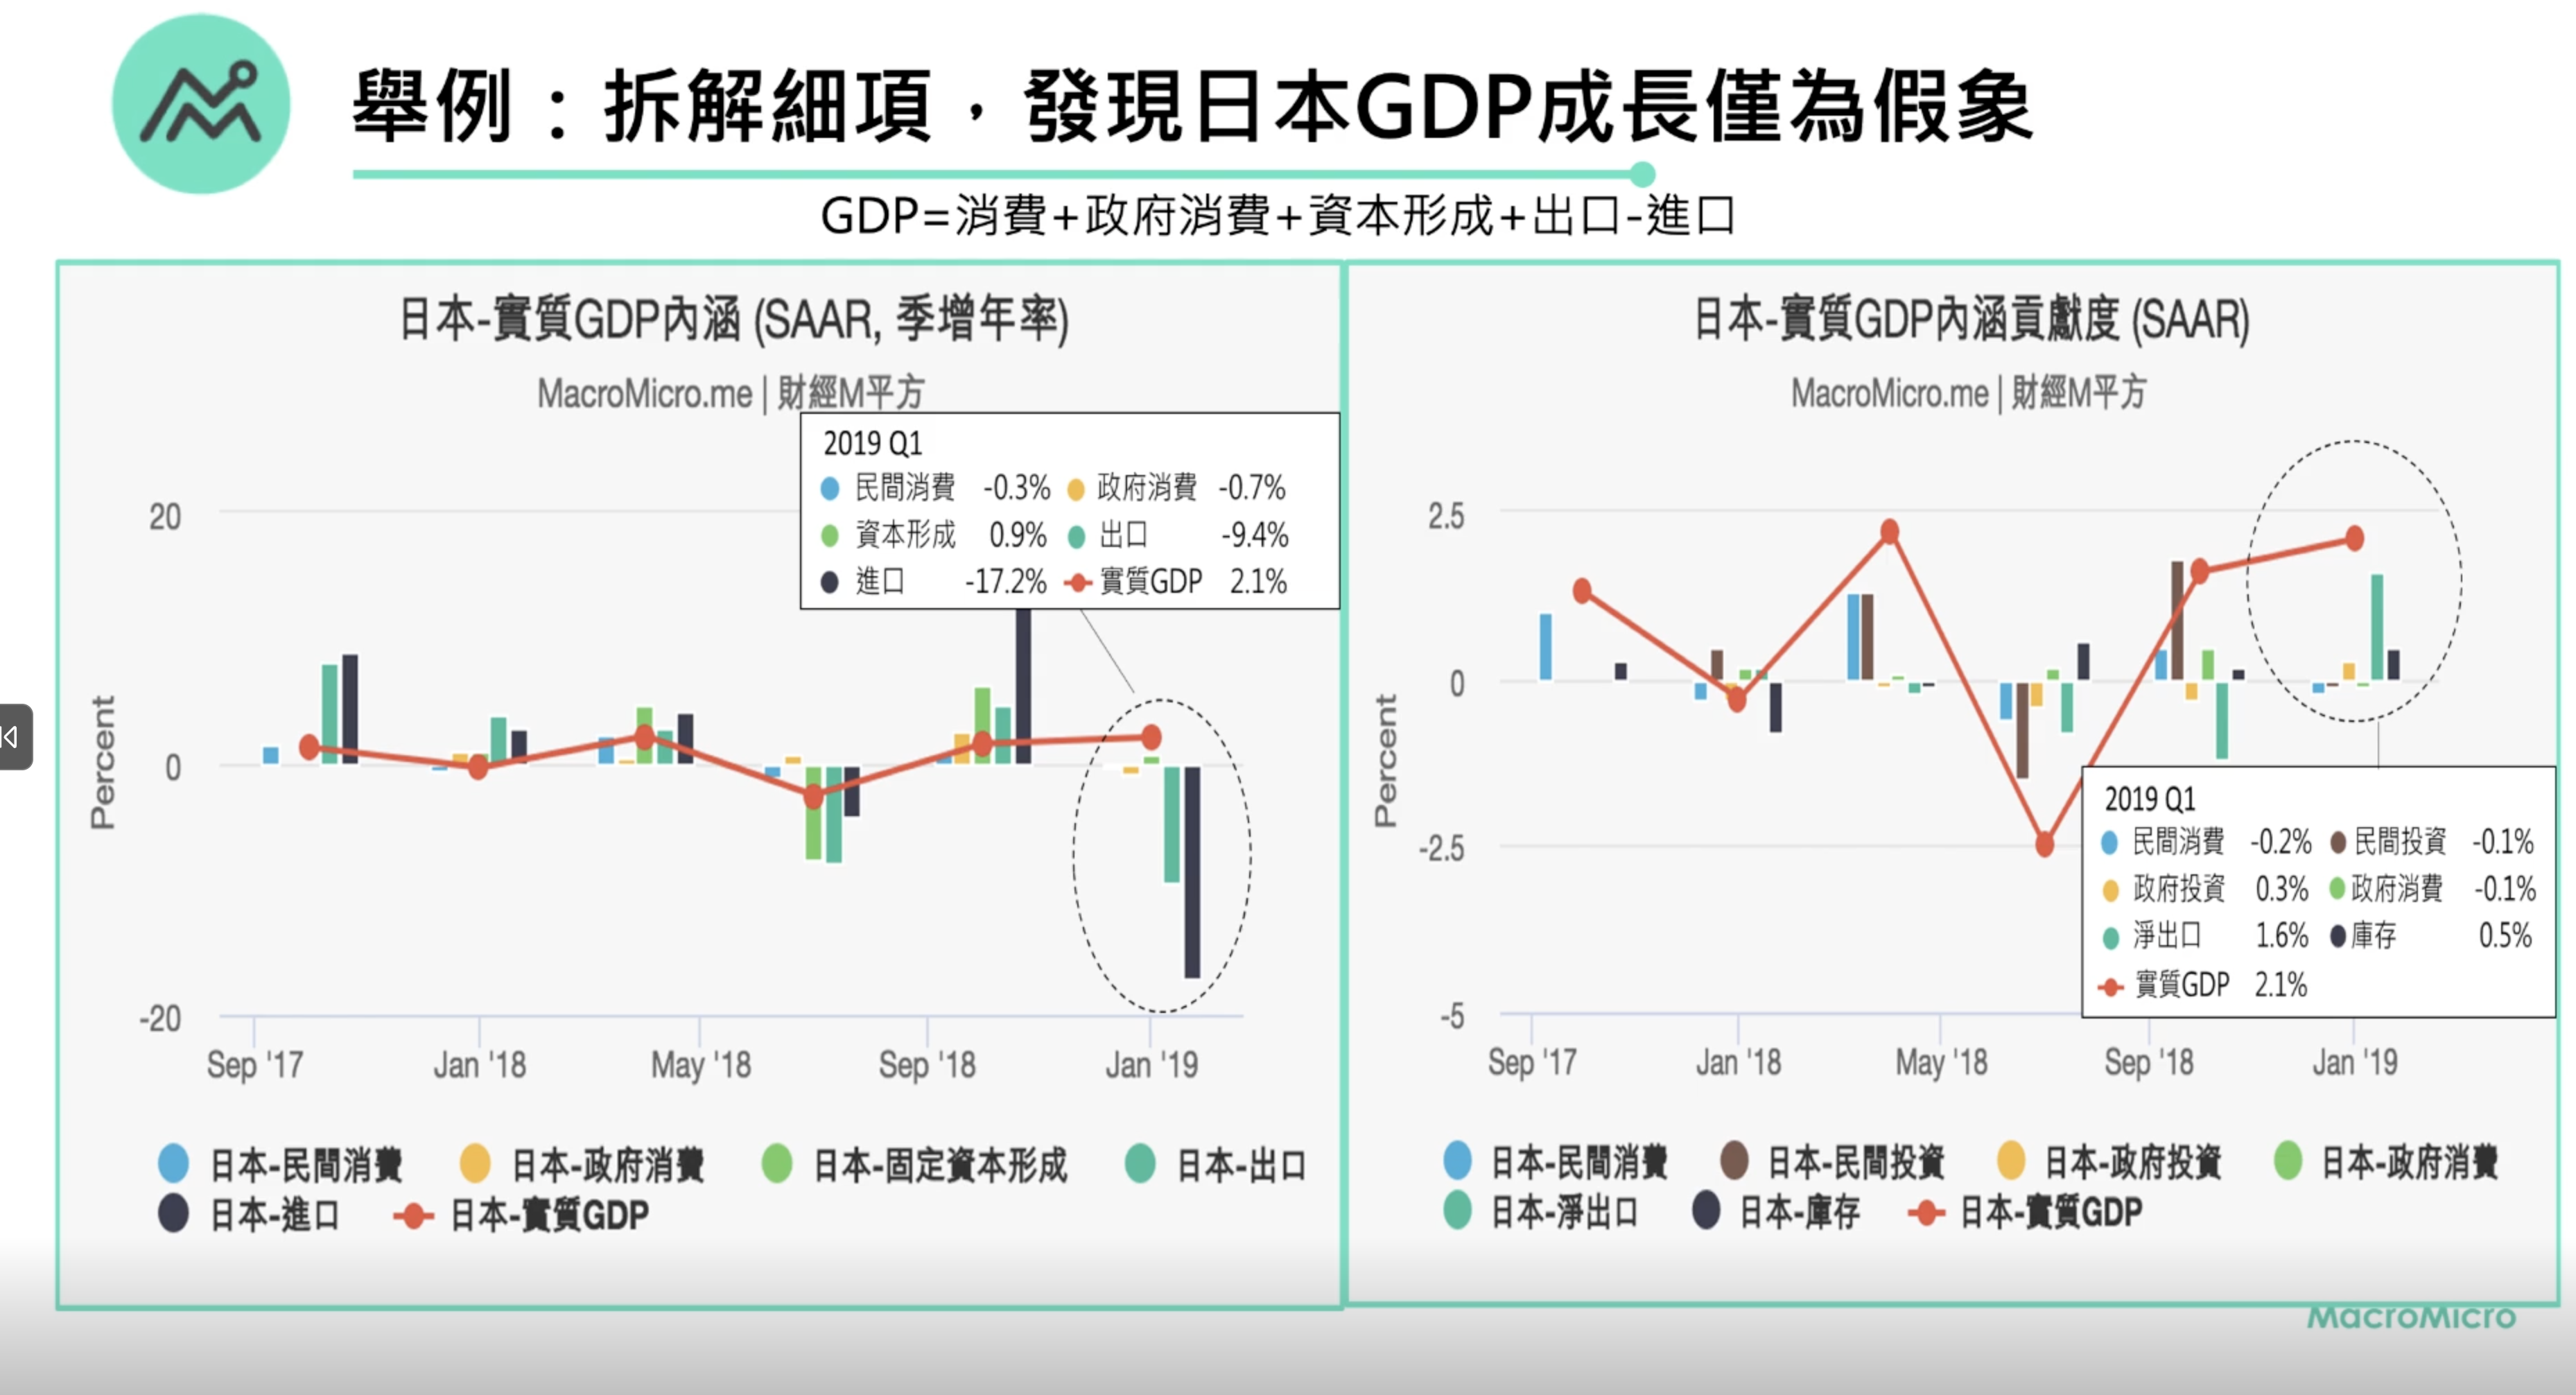 舉例：拆解細項，發現日本GDP成長僅為假象
GDP=消費+政府消費+資本形成+出口-進口
日本-實質GDP內涵 (SAAR, 季增年率)
MacroMicro.me | 財經M平方
2019 Q1
民間消費 -0.3% 政府消費 -0.7%
資本形成 0.9% 出口 -9.4%
進口 -17.2% 實質GDP 2.1%
20
0
-20
Percent
Sep '17 Jan '18 May '18 Sep '18 Jan '19
日本-民間消費 日本-政府消費 日本-固定資本形成 日本-出口
日本-進口 日本-實質GDP
日本-實質GDP內涵貢獻度 (SAAR)
MacroMicro.me | 財經M平方
2.5
0
-2.5
-5
Percent
2019 Q1
民間消費 -0.2% 民間投資 -0.1%
政府投資 0.3% 政府消費 -0.1%
淨出口 1.6% 庫存 0.5%
實質GDP 2.1%
Sep '17 Jan '18 May '18 Sep '18 Jan '19
日本-民間消費 日本-民間投資 日本-政府投資 日本-政府消費
日本-淨出口 日本-庫存 日本-實質GDP
MacroMicro